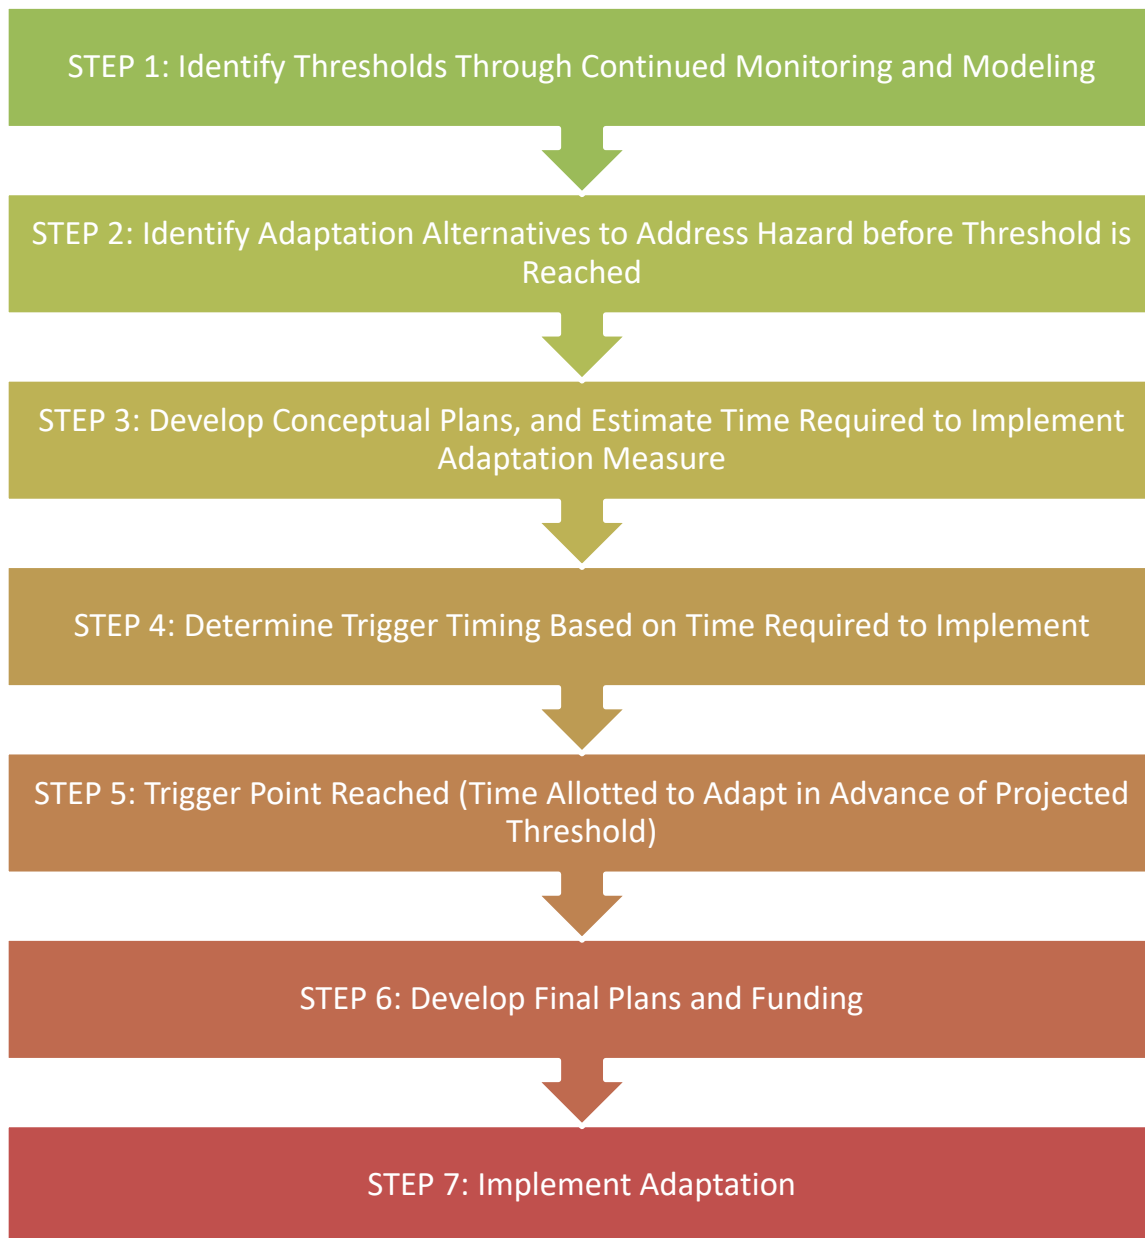 STEP 1: Identify Thresholds Through Continued Monitoring and Modeling
STEP 2: Identify Adaptation Alternatives to Address Hazard before Threshold is
Reached
STEP 3: Develop Conceptual Plans, and Estimate Time Required to Implement
Adaptation Measure
STEP 4: Determine Trigger Timing Based on Time Required to Implement
STEP 5: Trigger Point Reached (Time Allotted to Adapt in Advance of Projected
Threshold)
STEP 6: Develop Final Plans and Funding
STEP 7: Implement Adaptation